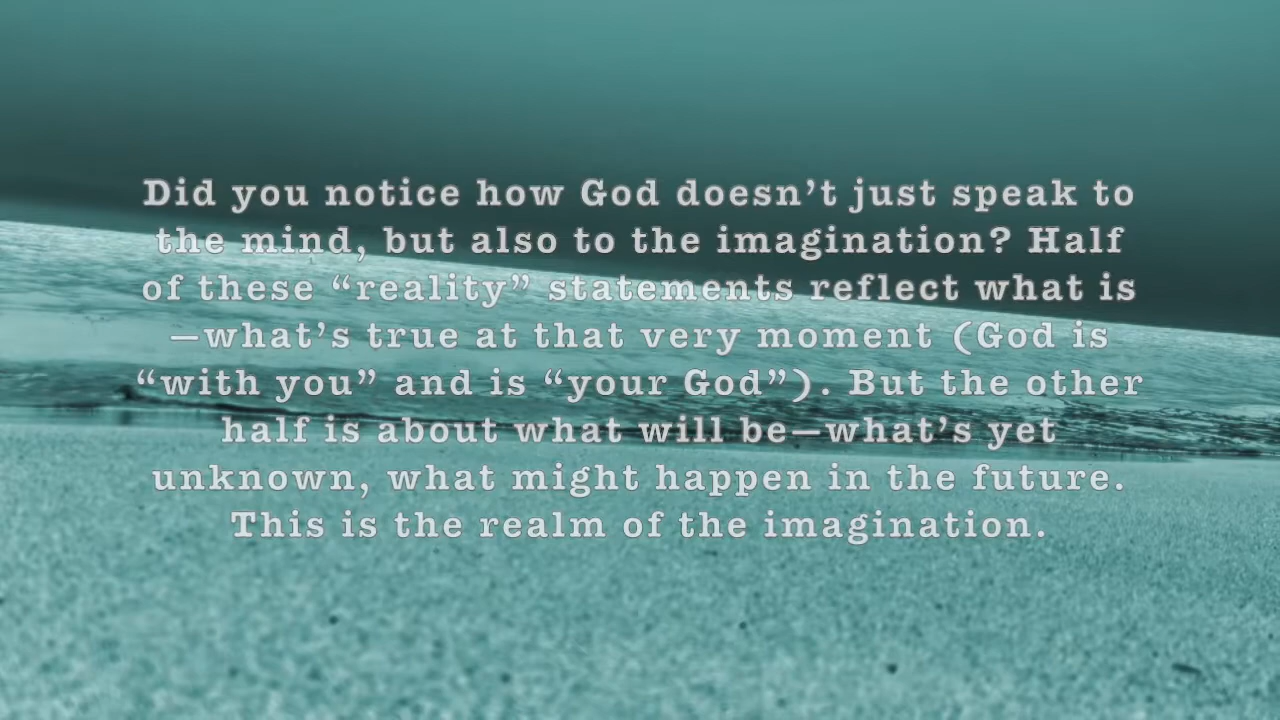 Did you notice how God doesn’t just speak to
the mind, but also to the imagination? Half
of these “reality” statements reflect what is
—what’s true at that very moment (God is
“with you” and is “your God”). But the other
half is about what will be—what’s yet
unknown, what might happen in the future.
This is the realm of the imagination.